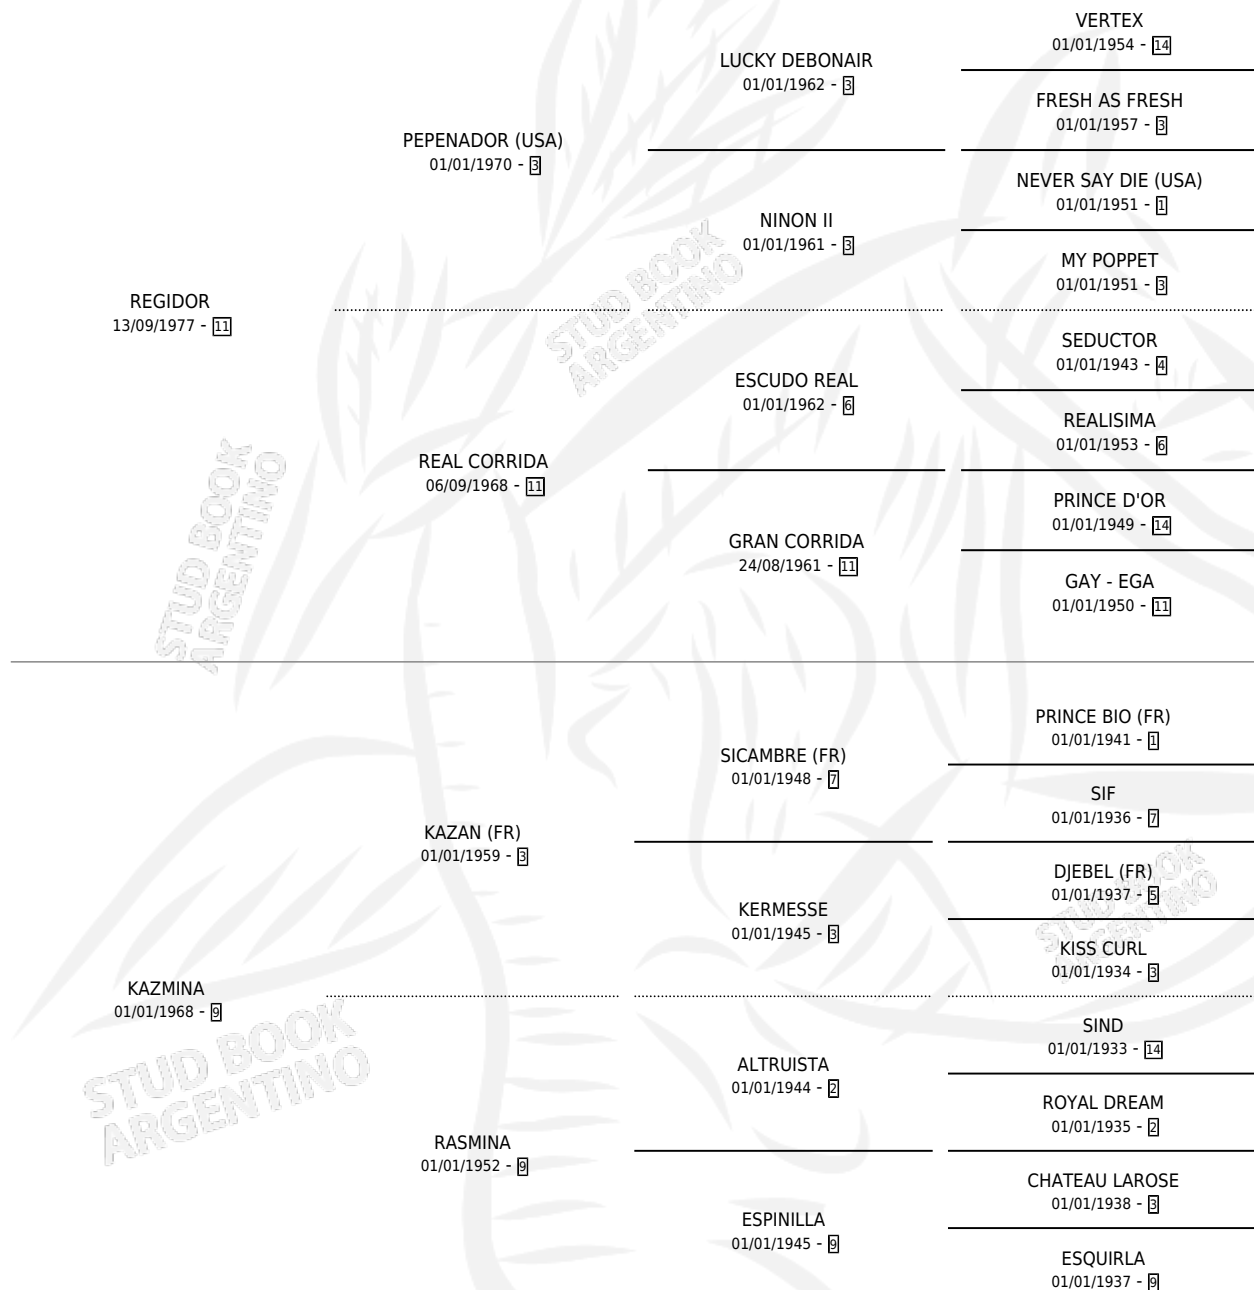 VERTEX
01/01/1954 - 14
LUCKY DEBONAIR
01/01/1962 - 3
FRESH AS FRESH
01/01/1957 - 3
PEPENADOR (USA)
01/01/1970 - 3
NEVER SAY DIE (USA)
01/01/1951 - 1
NINON II
01/01/1961 - 3
MY POPPET
01/01/1951 - 3
REGIDOR
13/09/1977 - 11
SEDUCTOR
01/01/1943 - 4
ESCUDO REAL
01/01/1962 - 6
REALISIMA
01/01/1953 - 6
REAL CORRIDA
06/09/1968 - 11
PRINCE D'OR
01/01/1949 - 14
GRAN CORRIDA
24/08/1961 - 11
GAY - EGA
01/01/1950 - 11
STUD BOOK
ARGENTINO
STUD BOOK
ARGENTINO
PRINCE BIO (FR)
01/01/1941 - 1
SICAMBRE (FR)
01/01/1948 - 7
SIF
01/01/1936 - 7
KAZAN (FR)
01/01/1959 - 3
DJEBEL (FR)
01/01/1937 - 5
KERMESSE
01/01/1945 - 3
KISS CURL
01/01/1934 - 3
KAZMINA
01/01/1968 - 9
SIND
01/01/1933 - 14
ALTRUISTA
01/01/1944 - 2
ROYAL DREAM
01/01/1935 - 2
RASMINA
01/01/1952 - 9
CHATEAU LAROSE
01/01/1938 - 3
ESPINILLA
01/01/1945 - 9
ESQUIRLA
01/01/1937 - 9
STUD BOOK
ARGENTINO
STUD BOOK
ARGENTINO